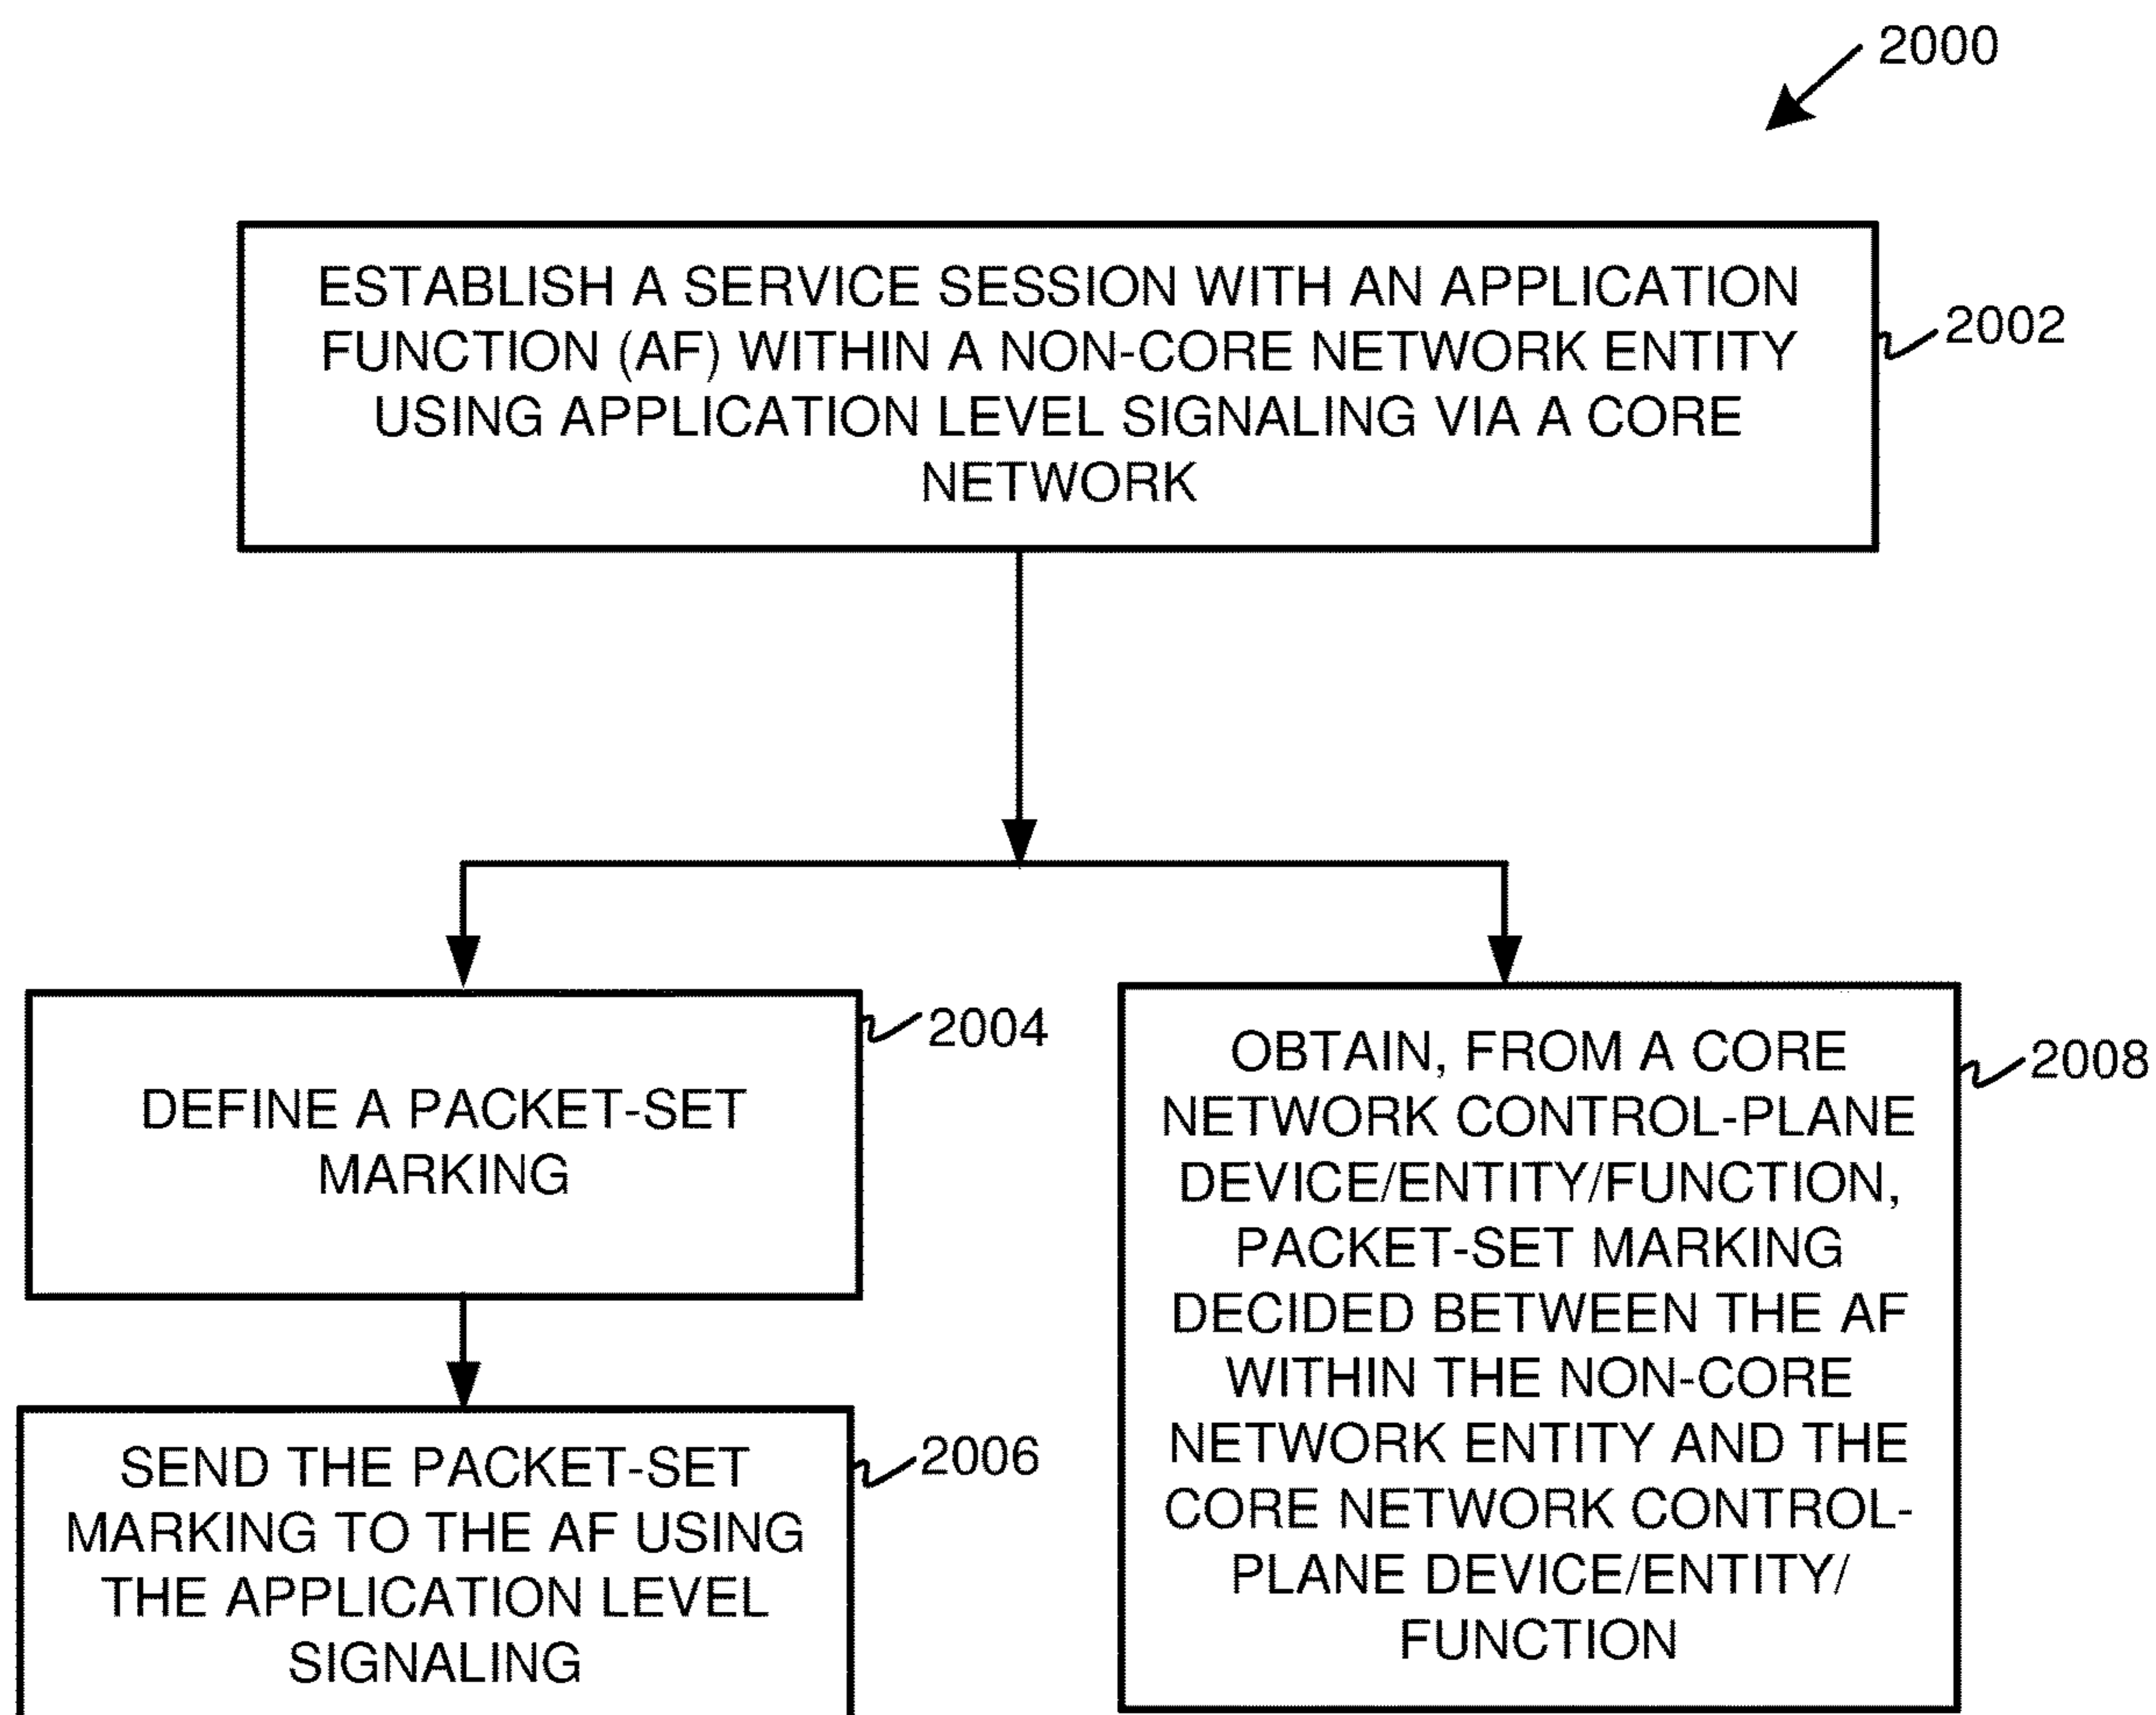 2000
ESTABLISH A SERVICE SESSION WITH AN APPLICATION
FUNCTION (AF) WITHIN A NON-CORE NETWORK ENTITY
USING APPLICATION LEVEL SIGNALING VIA A CORE
NETWORK
2002
DEFINE A PACKET-SET
MARKING
2004
SEND THE PACKET-SET
MARKING TO THE AF USING
THE APPLICATION LEVEL
SIGNALING
2006
OBTAIN, FROM A CORE
NETWORK CONTROL-PLANE
DEVICE/ENTITY/FUNCTION,
PACKET-SET MARKING
DECIDED BETWEEN THE AF
WITHIN THE NON-CORE
NETWORK ENTITY AND THE
CORE NETWORK CONTROL-
PLANE DEVICE/ENTITY/
FUNCTION
2008